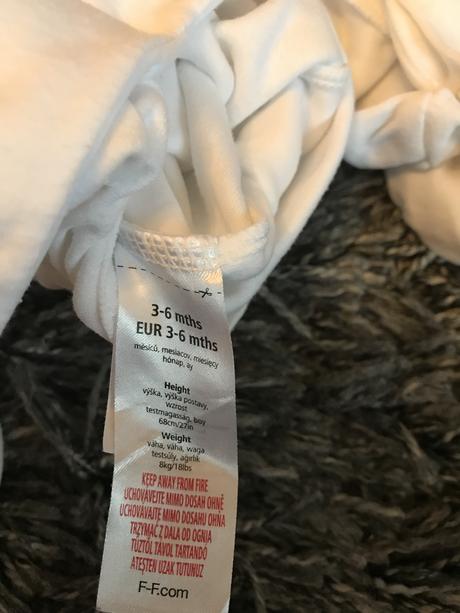 3-6 mths
EUR 3-6 mths
měsíců, mesiacov, miesięcy
hónap, ay
Height
výška, výška postavy,
wzrost
testmagasság, boy
68cm/27in
Weight
váha, váha, waga
testsúly, ağırlık
8kg/18lbs
KEEP AWAY FROM FIRE
UCHOVÁVEJTE MIMO DOSAH OHNĚ
UCHOVÁVAJTE MIMO DOSAHU OHŇA
TRZYMAĆ Z DALA OD OGNIA
TŰZTŐL TÁVOL TARTANDÓ
ATEŞTEN UZAK TUTUNUZ
F-F.com